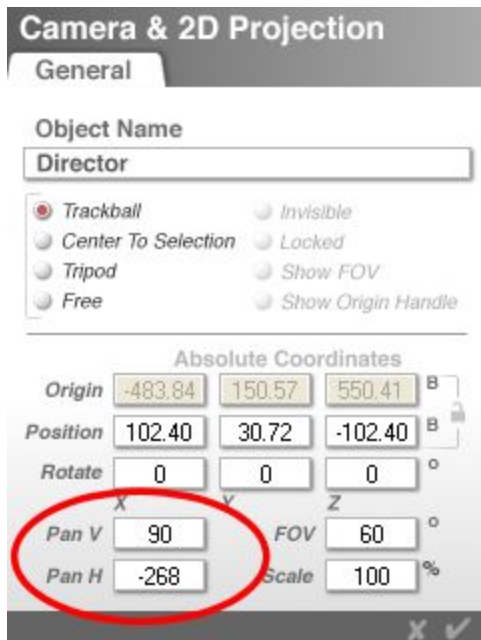 Camera & 2D Projection
General
Object Name
Director
Trackball Invisible
Center To Selection Locked
Tripod Show FOV
Free Show Origin Handle
Absolute Coordinates
Origin -483.84 150.57 550.41 B
Position 102.40 30.72 -102.40 B
Rotate 0 0 0 °
X Y Z
Pan V 90 FOV 60 °
Pan H -268 Scale 100 %